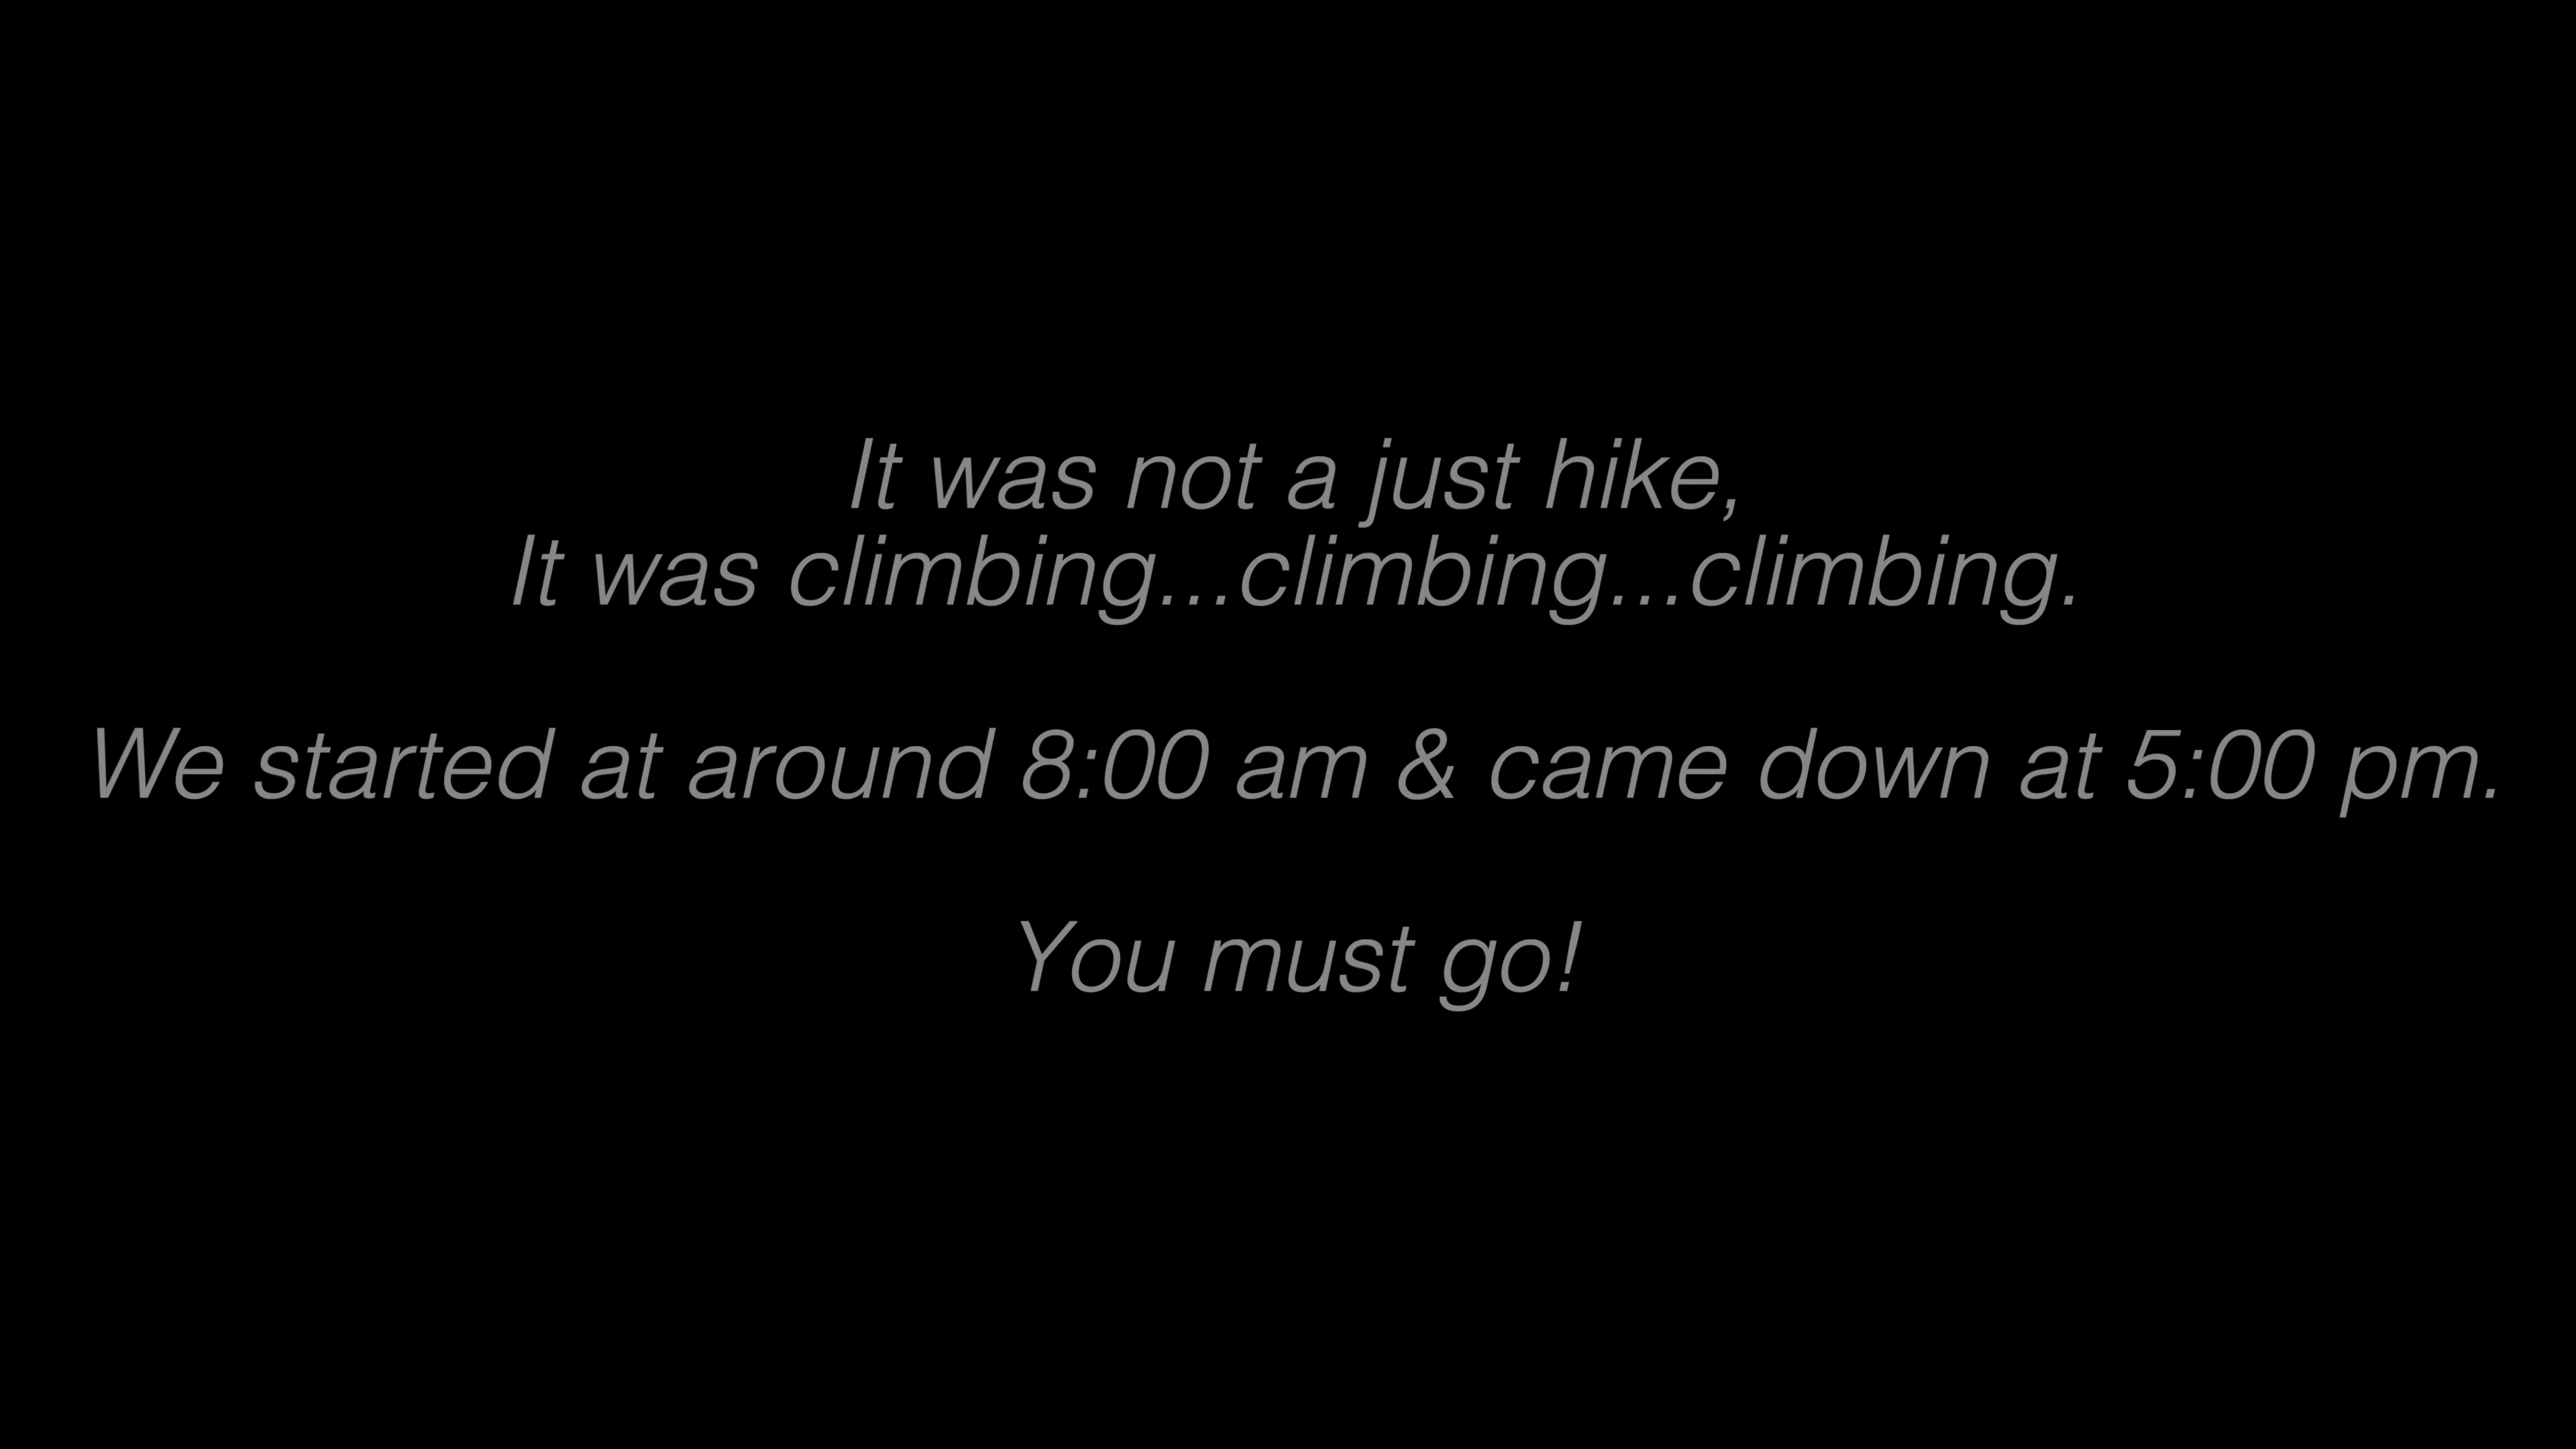 It was not a just hike,
It was climbing...climbing...climbing.
We started at around 8:00 am & came down at 5:00 pm.
You must go!